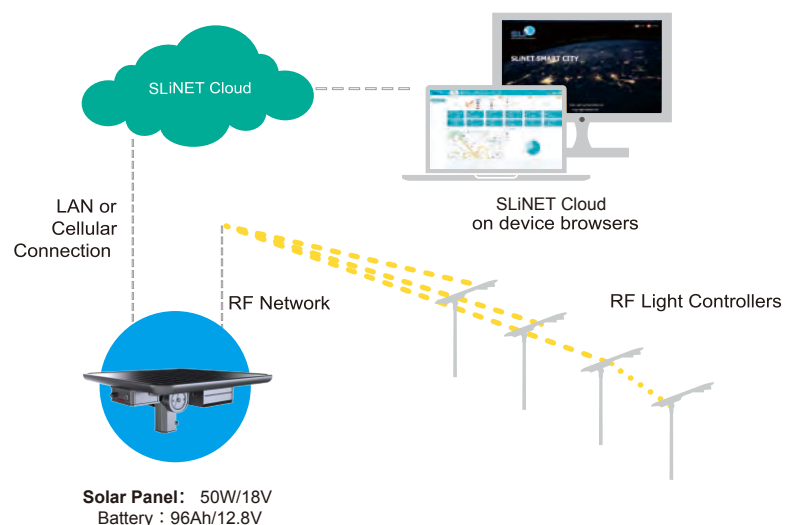 SLiNET Cloud
SLi
SLiNET SMART CITY
SLiNET Cloud
on device browsers
LAN or
Cellular
Connection
RF Network
RF Light Controllers
Solar Panel： 50W/18V
Battery：96Ah/12.8V